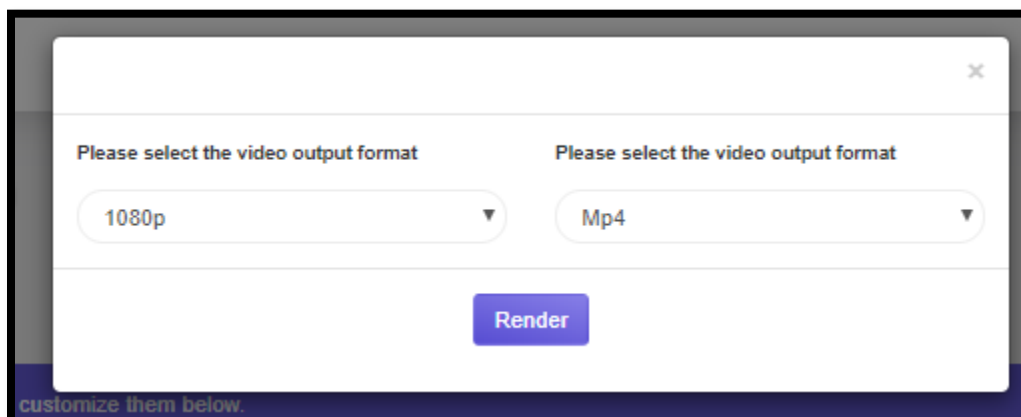 ×
Please select the video output format
Please select the video output format
1080p
Mp4
Render
customize them below.